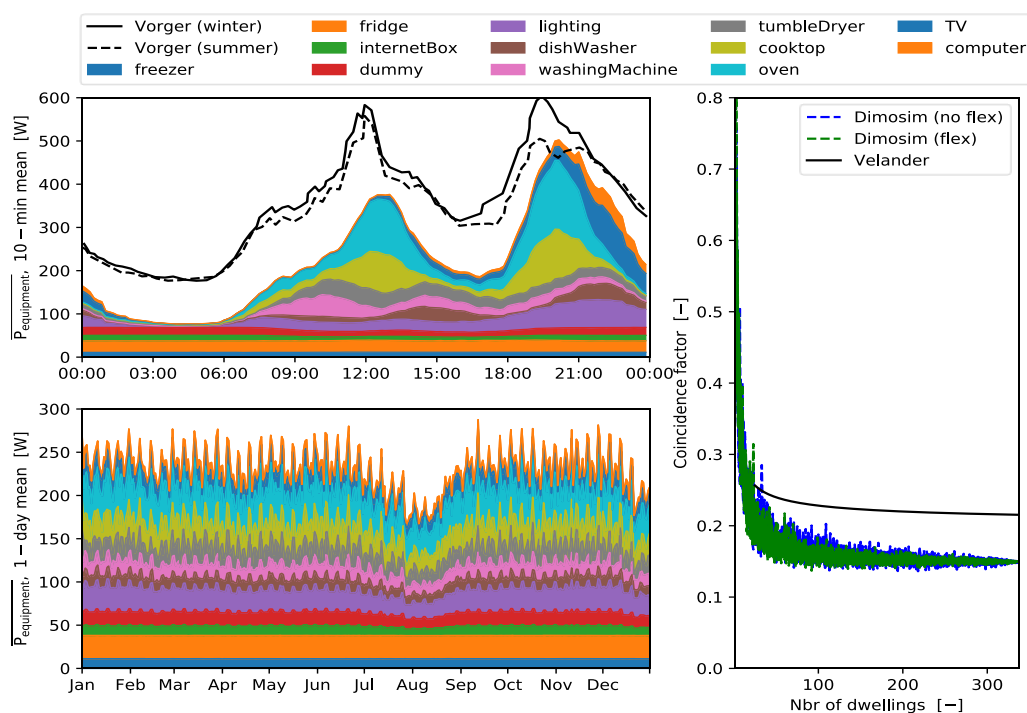 Vorger (winter)
Vorger (summer)
freezer
fridge
internetBox
dummy
lighting
dishWasher
washingMachine
tumbleDryer
cooktop
oven
TV
computer
P̅equipment, 10−min mean [W]
600
500
400
300
200
100
0
00:00 03:00 06:00 09:00 12:00 15:00 18:00 21:00 00:00
Pequipment, 1−day mean [W]
300
250
200
150
100
50
0
Jan Feb Mar Apr May Jun Jul Aug Sep Oct Nov Dec
Coincidence factor [−]
0.8
0.7
0.6
0.5
0.4
0.3
0.2
0.1
0.0
Dimosim (no flex)
Dimosim (flex)
Velander
100 200 300
Nbr of dwellings [−]